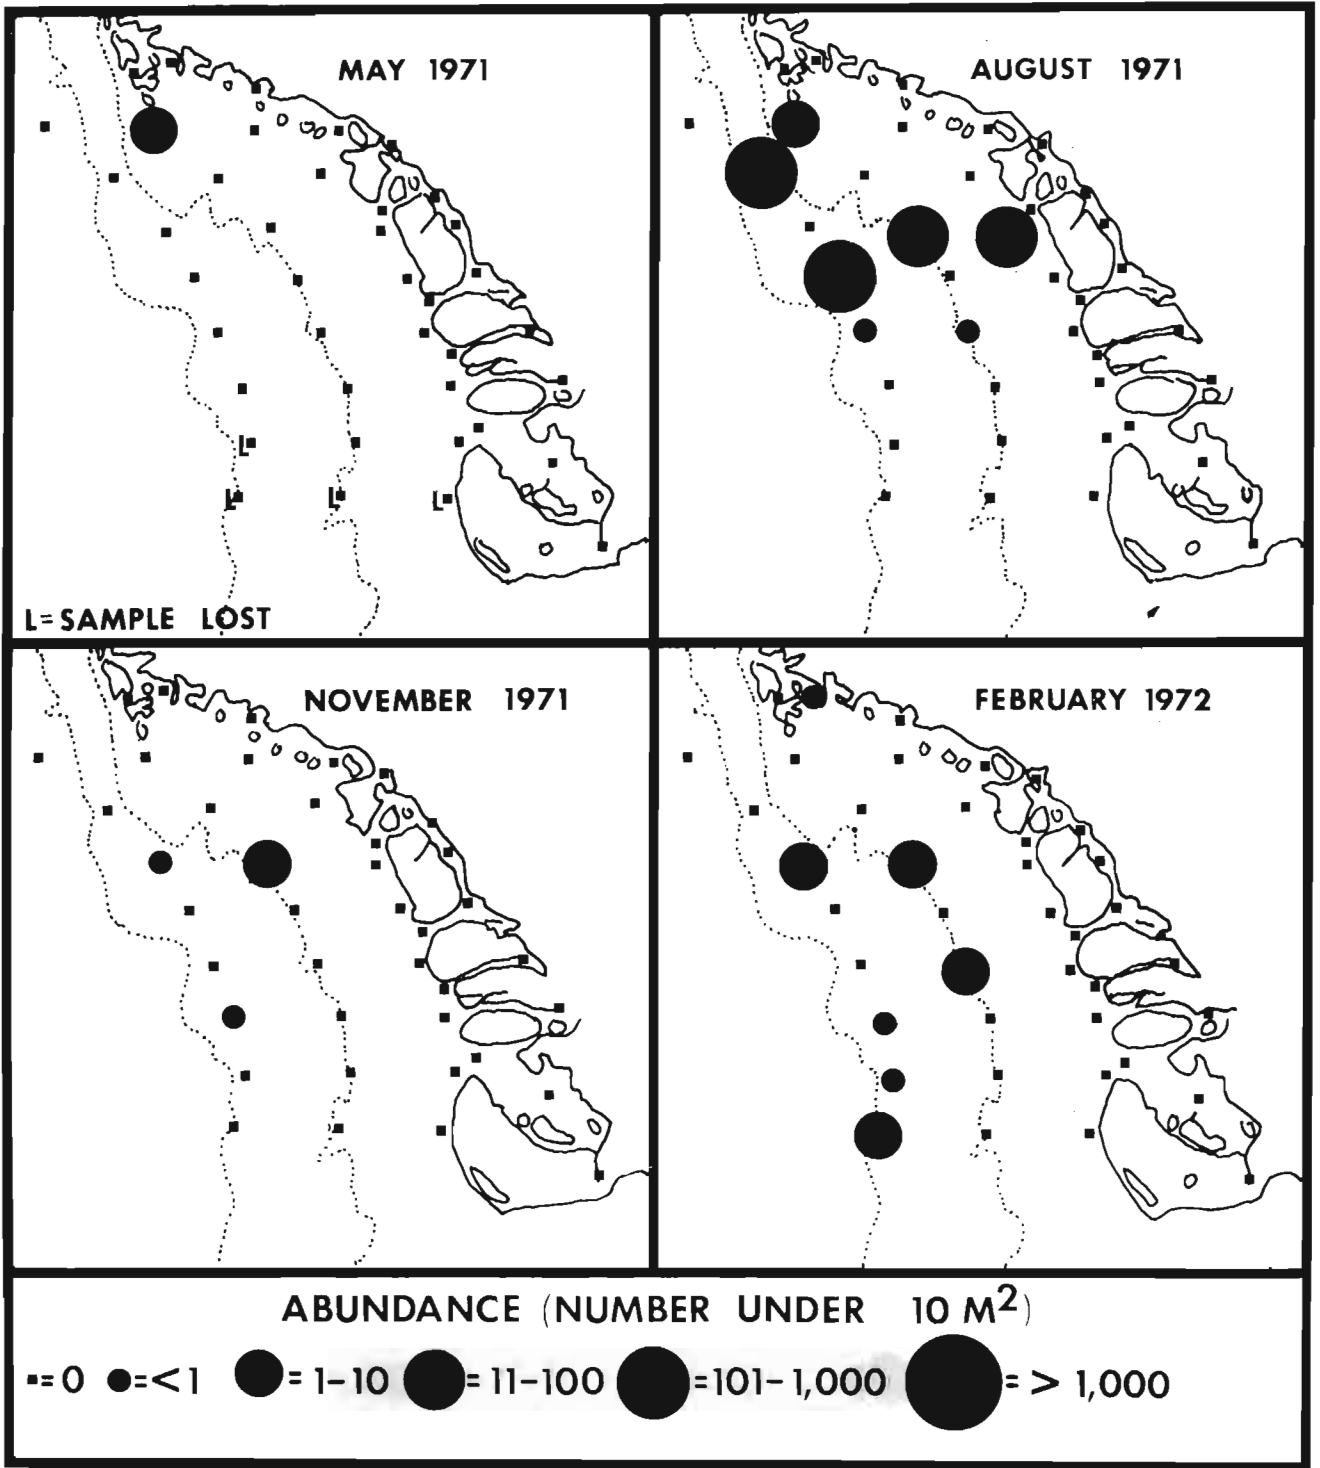 MAY 1971
AUGUST 1971
L
L
L
L
L=SAMPLE LOST
NOVEMBER 1971
FEBRUARY 1972
ABUNDANCE (NUMBER UNDER 10 M²)
=0 =<1 =1-10 =11-100 =101-1,000 => 1,000